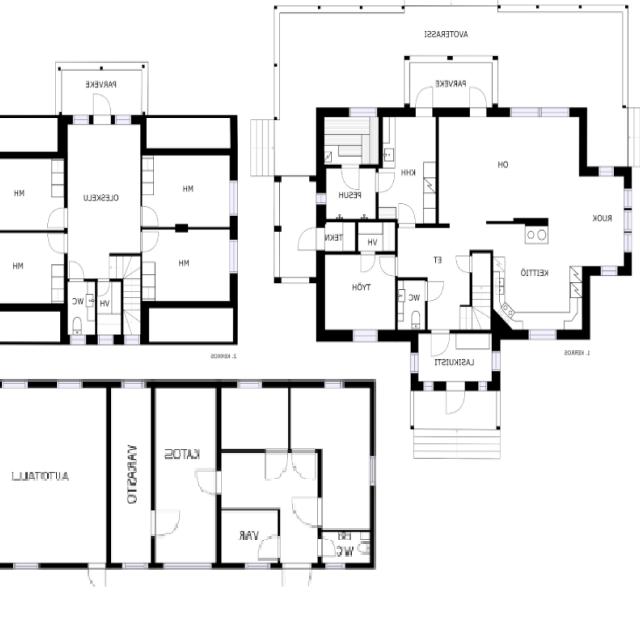 AVOTERASSI
PARVEKE
PARVEKE
OH
KHH
MH
MH
OLESKELU
PESUH
RUOK
TEKN
VH
ET
KEITTIÖ
MH
MH
TYÖH
WC
VH
WC
2. KERROS
1. KERROS
LASIKUISTI
AUTOTALLI
VARASTO
KATOS
VAR
WC